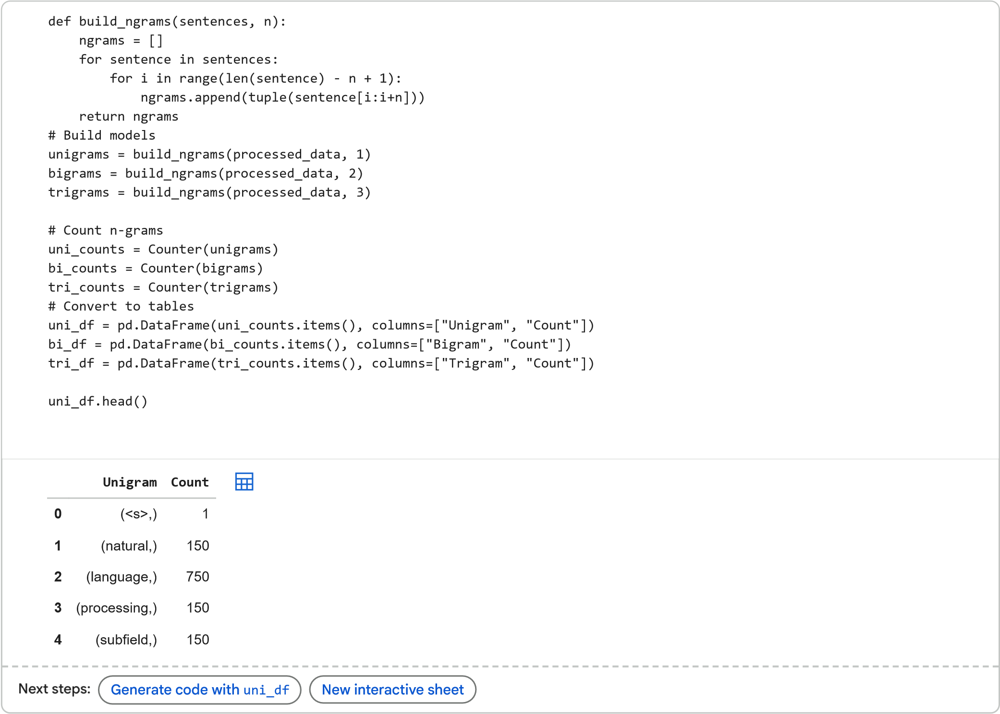 def build_ngrams(sentences, n):
    ngrams = []
    for sentence in sentences:
        for i in range(len(sentence) - n + 1):
            ngrams.append(tuple(sentence[i:i+n]))
    return ngrams
# Build models
unigrams = build_ngrams(processed_data, 1)
bigrams = build_ngrams(processed_data, 2)
trigrams = build_ngrams(processed_data, 3)

# Count n-grams
uni_counts = Counter(unigrams)
bi_counts = Counter(bigrams)
tri_counts = Counter(trigrams)
# Convert to tables
uni_df = pd.DataFrame(uni_counts.items(), columns=["Unigram", "Count"])
bi_df = pd.DataFrame(bi_counts.items(), columns=["Bigram", "Count"])
tri_df = pd.DataFrame(tri_counts.items(), columns=["Trigram", "Count"])

uni_df.head()

Unigram Count
0 (<s>,) 1
1 (natural,) 150
2 (language,) 750
3 (processing,) 150
4 (subfield,) 150
Next steps: Generate code with uni_df New interactive sheet